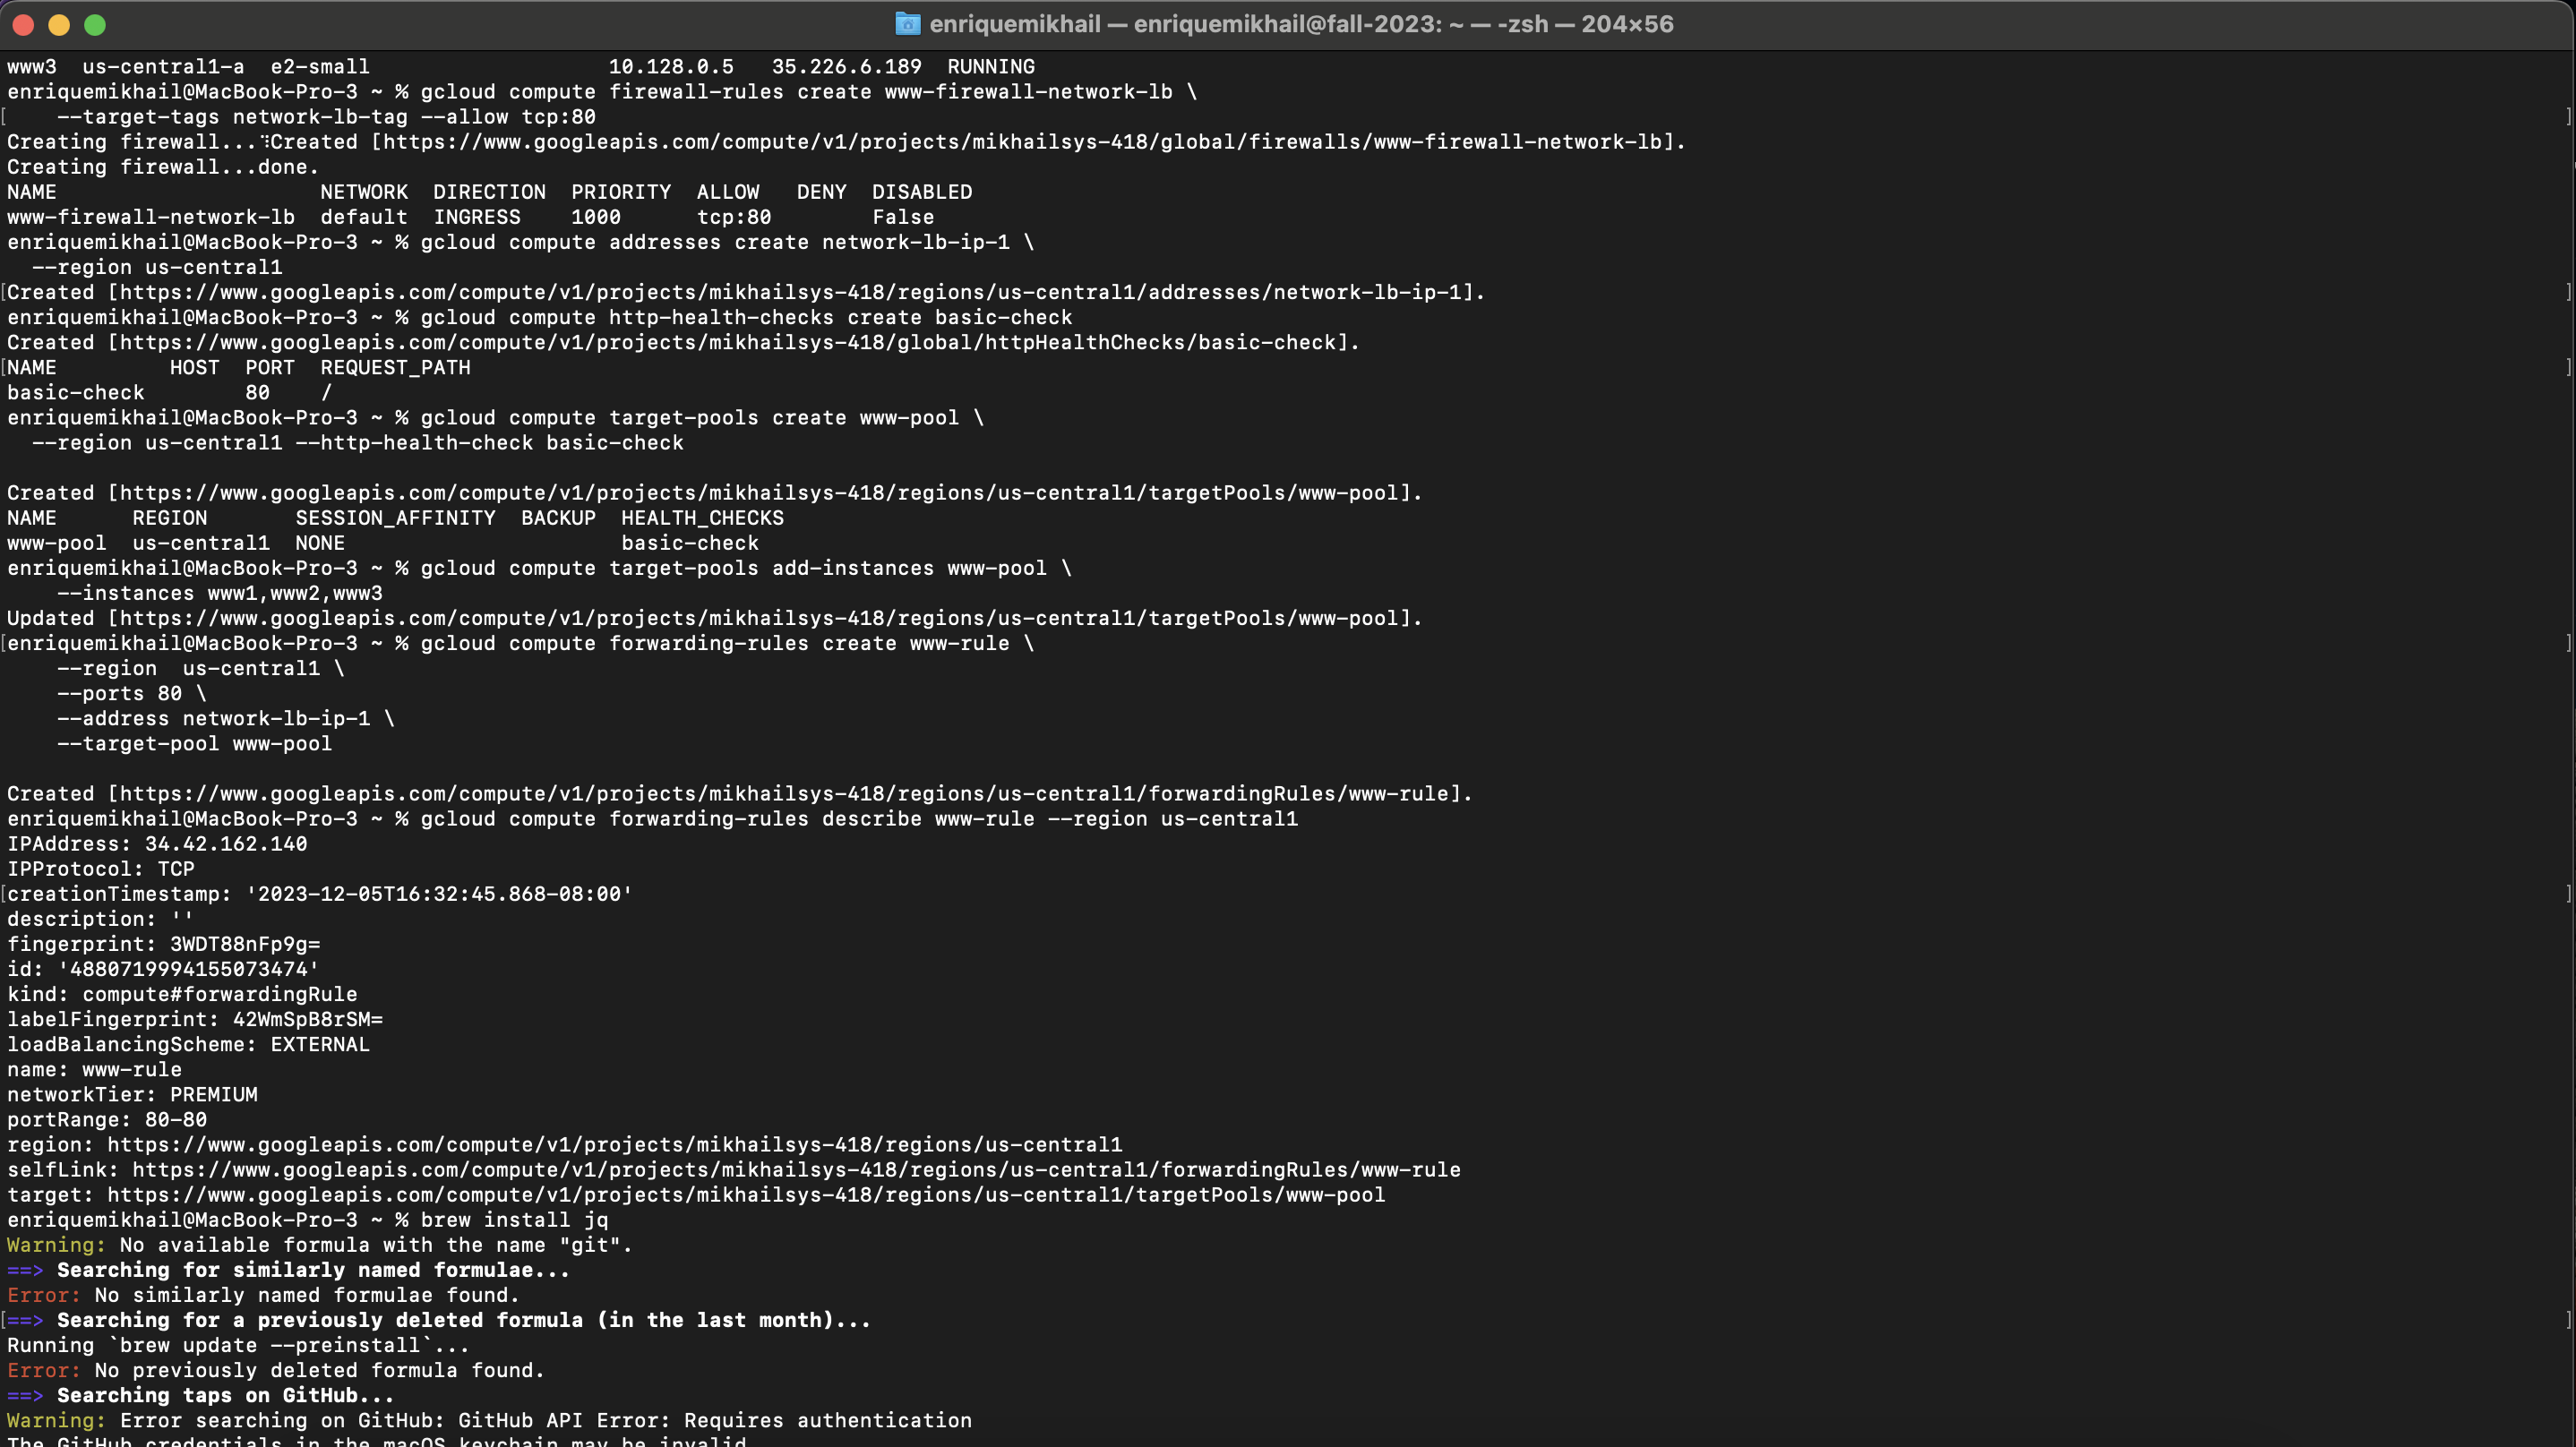 enriquemikhail — enriquemikhail@fall-2023: ~ — -zsh — 204×56
www3  us-central1-a  e2-small                   10.128.0.5   35.226.6.189  RUNNING
enriquemikhail@MacBook-Pro-3 ~ % gcloud compute firewall-rules create www-firewall-network-lb \
[    --target-tags network-lb-tag --allow tcp:80 ]
Creating firewall...⠹Created [https://www.googleapis.com/compute/v1/projects/mikhailsys-418/global/firewalls/www-firewall-network-lb].
Creating firewall...done.
NAME                     NETWORK  DIRECTION  PRIORITY  ALLOW   DENY  DISABLED
www-firewall-network-lb  default  INGRESS    1000      tcp:80        False
enriquemikhail@MacBook-Pro-3 ~ % gcloud compute addresses create network-lb-ip-1 \
  --region us-central1
[Created [https://www.googleapis.com/compute/v1/projects/mikhailsys-418/regions/us-central1/addresses/network-lb-ip-1]. ]
enriquemikhail@MacBook-Pro-3 ~ % gcloud compute http-health-checks create basic-check
Created [https://www.googleapis.com/compute/v1/projects/mikhailsys-418/global/httpHealthChecks/basic-check].
[NAME         HOST  PORT  REQUEST_PATH ]
basic-check        80    /
enriquemikhail@MacBook-Pro-3 ~ % gcloud compute target-pools create www-pool \
  --region us-central1 --http-health-check basic-check
Created [https://www.googleapis.com/compute/v1/projects/mikhailsys-418/regions/us-central1/targetPools/www-pool].
NAME      REGION       SESSION_AFFINITY  BACKUP  HEALTH_CHECKS
www-pool  us-central1  NONE                      basic-check
enriquemikhail@MacBook-Pro-3 ~ % gcloud compute target-pools add-instances www-pool \
    --instances www1,www2,www3
Updated [https://www.googleapis.com/compute/v1/projects/mikhailsys-418/regions/us-central1/targetPools/www-pool].
[enriquemikhail@MacBook-Pro-3 ~ % gcloud compute forwarding-rules create www-rule \ ]
    --region  us-central1 \
    --ports 80 \
    --address network-lb-ip-1 \
    --target-pool www-pool
Created [https://www.googleapis.com/compute/v1/projects/mikhailsys-418/regions/us-central1/forwardingRules/www-rule].
enriquemikhail@MacBook-Pro-3 ~ % gcloud compute forwarding-rules describe www-rule --region us-central1
IPAddress: 34.42.162.140
IPProtocol: TCP
[creationTimestamp: '2023-12-05T16:32:45.868-08:00' ]
description: ''
fingerprint: 3WDT88nFp9g=
id: '4880719994155073474'
kind: compute#forwardingRule
labelFingerprint: 42WmSpB8rSM=
loadBalancingScheme: EXTERNAL
name: www-rule
networkTier: PREMIUM
portRange: 80-80
region: https://www.googleapis.com/compute/v1/projects/mikhailsys-418/regions/us-central1
selfLink: https://www.googleapis.com/compute/v1/projects/mikhailsys-418/regions/us-central1/forwardingRules/www-rule
target: https://www.googleapis.com/compute/v1/projects/mikhailsys-418/regions/us-central1/targetPools/www-pool
enriquemikhail@MacBook-Pro-3 ~ % brew install jq
Warning: No available formula with the name "git".
==> Searching for similarly named formulae...
Error: No similarly named formulae found.
[==> Searching for a previously deleted formula (in the last month)... ]
Running `brew update --preinstall`...
Error: No previously deleted formula found.
==> Searching taps on GitHub...
Warning: Error searching on GitHub: GitHub API Error: Requires authentication
The GitHub credentials in the macOS keychain may be invalid